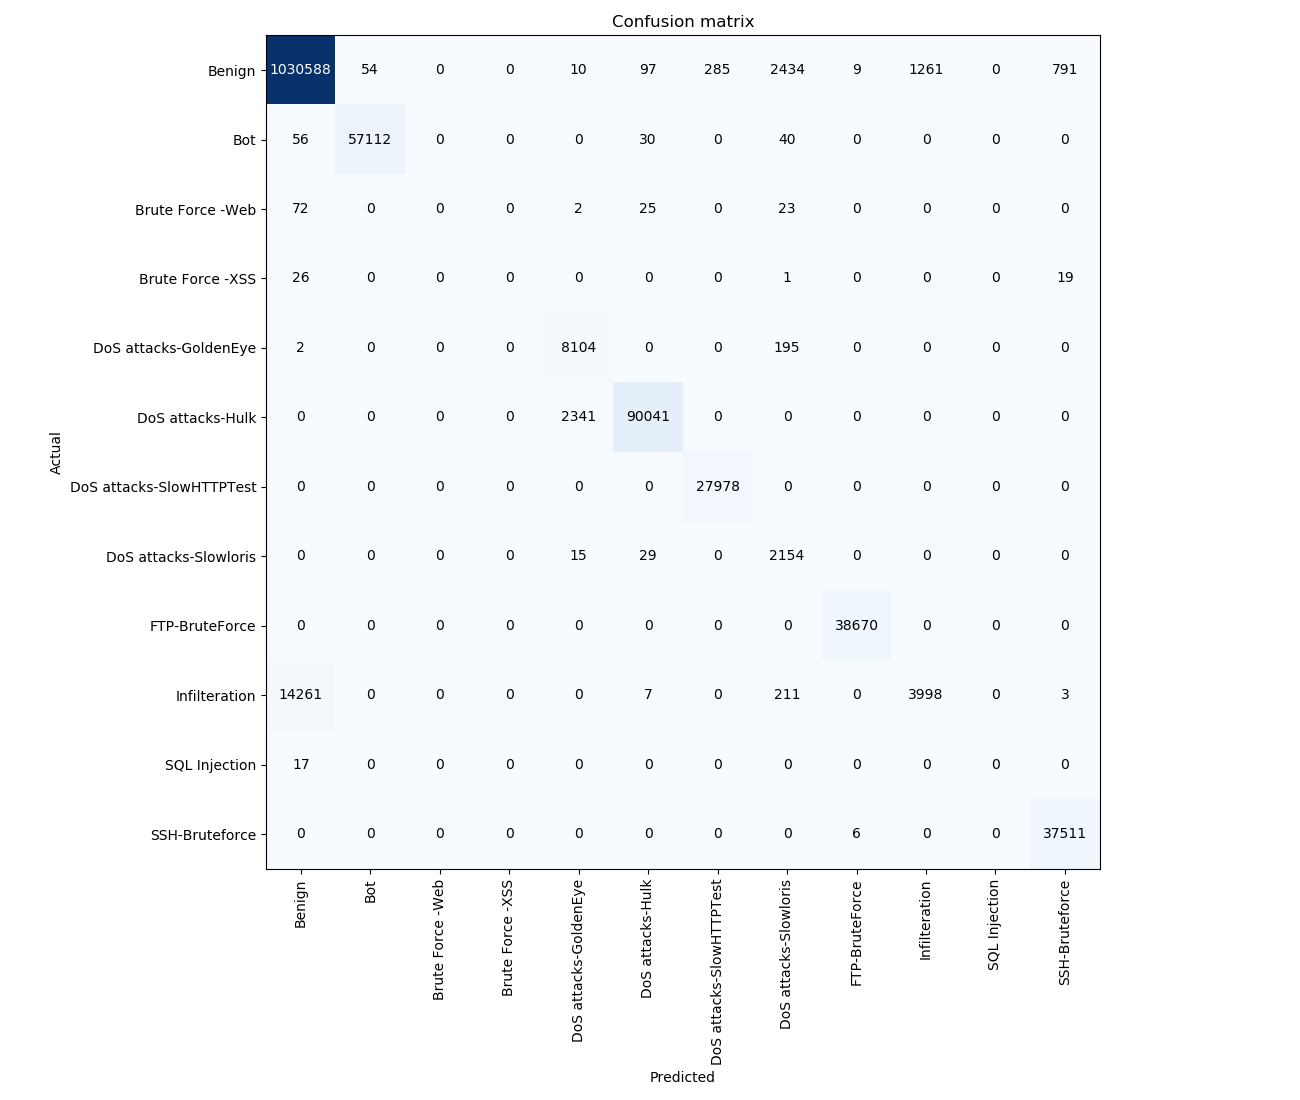 Confusion matrix
Benign 1030588 54 0 0 10 97 285 2434 9 1261 0 791
Bot 56 57112 0 0 0 30 0 40 0 0 0 0
Brute Force -Web 72 0 0 0 2 25 0 23 0 0 0 0
Brute Force -XSS 26 0 0 0 0 0 0 1 0 0 0 19
DoS attacks-GoldenEye 2 0 0 0 8104 0 0 195 0 0 0 0
DoS attacks-Hulk 0 0 0 0 2341 90041 0 0 0 0 0 0
Actual
DoS attacks-SlowHTTPTest 0 0 0 0 0 0 27978 0 0 0 0 0
DoS attacks-Slowloris 0 0 0 0 15 29 0 2154 0 0 0 0
FTP-BruteForce 0 0 0 0 0 0 0 0 38670 0 0 0
Infilteration 14261 0 0 0 0 7 0 211 0 3998 0 3
SQL Injection 17 0 0 0 0 0 0 0 0 0 0 0
SSH-Bruteforce 0 0 0 0 0 0 0 0 6 0 0 37511
Benign
Bot
Brute Force -Web
Brute Force -XSS
DoS attacks-GoldenEye
DoS attacks-Hulk
DoS attacks-SlowHTTPTest
DoS attacks-Slowloris
FTP-BruteForce
Infilteration
SQL Injection
SSH-Bruteforce
Predicted